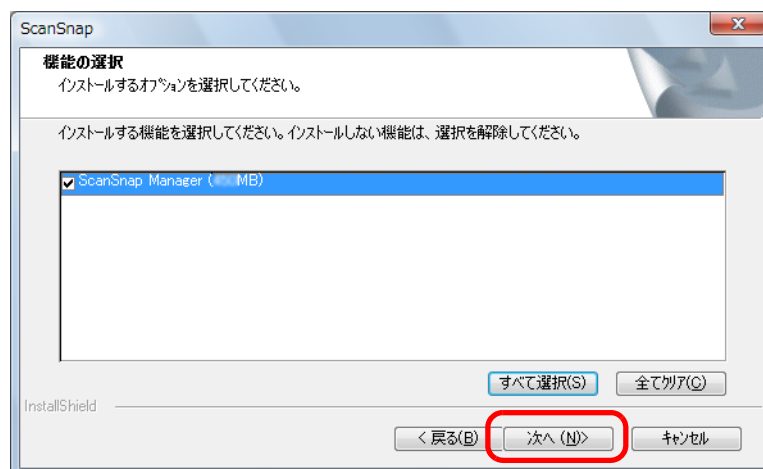 ScanSnap
機能の選択
インストールするオプションを選択してください。
インストールする機能を選択してください。インストールしない機能は、選択を解除してください。
ScanSnap Manager ( MB)
すべて選択(S)
全てクリア(C)
InstallShield
< 戻る(B)
次へ (N)>
キャンセル